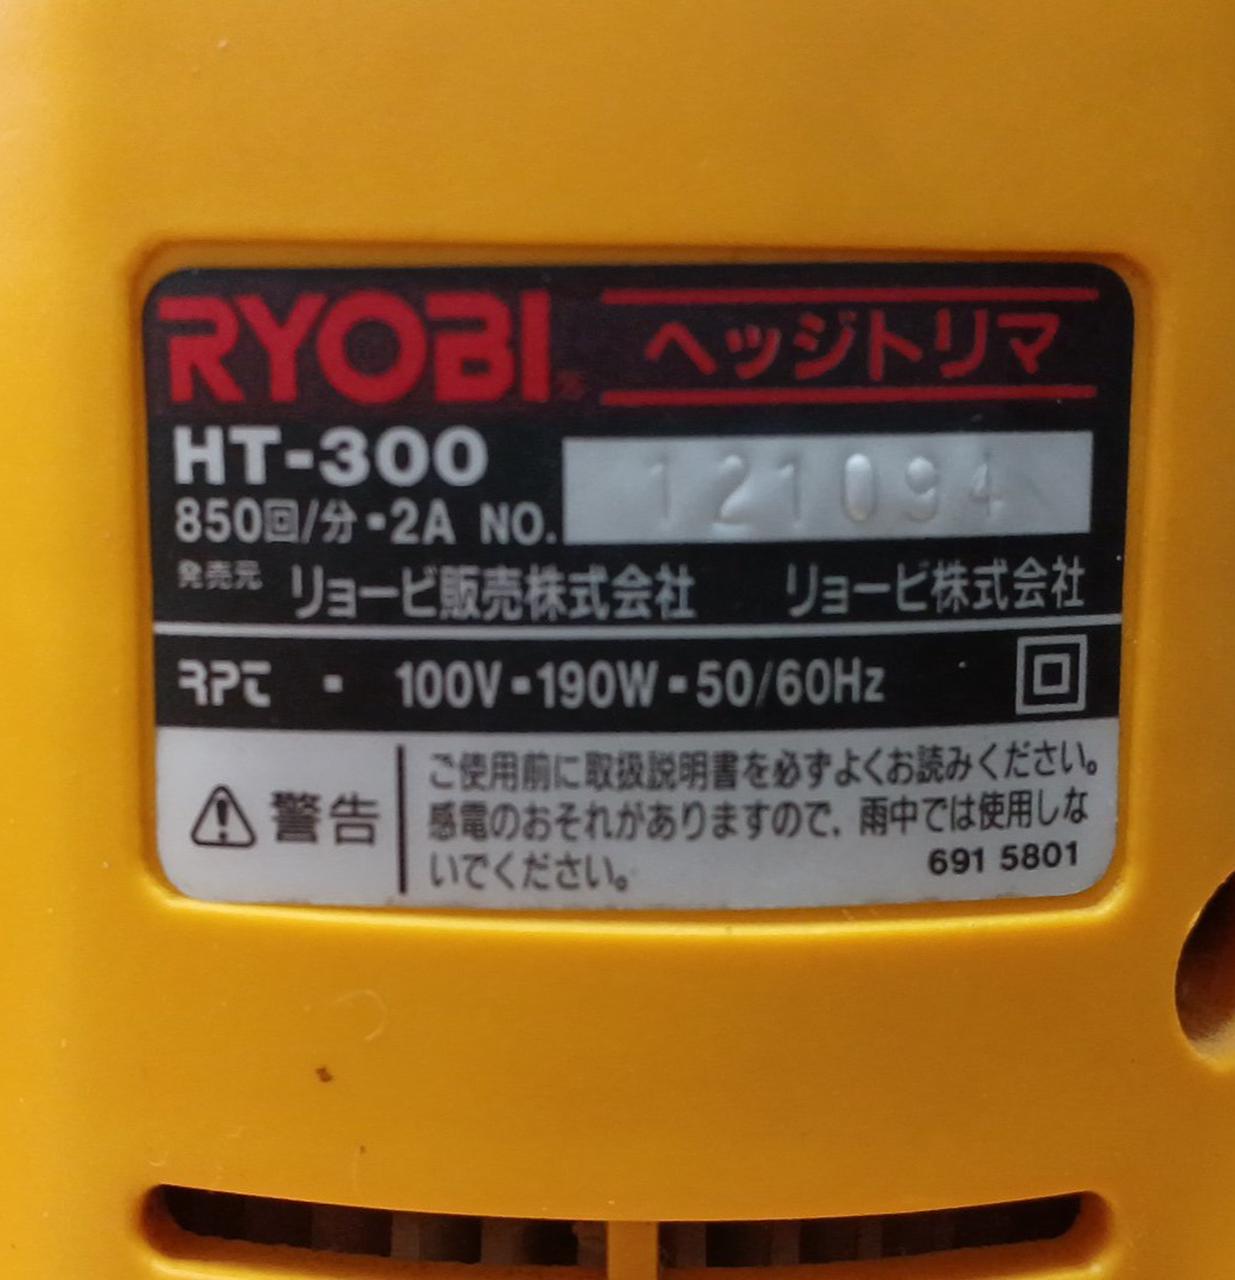 RYOBI ヘッジトリマ
HT-300
850回/分・2A NO. 121094
発売元 リョービ販売株式会社 リョービ株式会社
RPT ・ 100V・190W・50/60Hz
警告
ご使用前に取扱説明書を必ずよくお読みください。
感電のおそれがありますので、雨中では使用しな
いでください。
691 5801